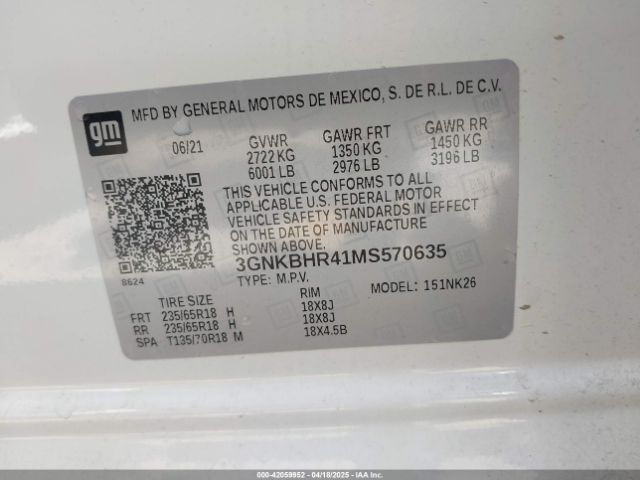 gm
MFD BY GENERAL MOTORS DE MEXICO, S. DE R.L. DE C.V.
06/21 GVWR GAWR FRT GAWR RR
2722 KG 1350 KG 1450 KG
6001 LB 2976 LB 3196 LB
THIS VEHICLE CONFORMS TO ALL
APPLICABLE U.S. FEDERAL MOTOR
VEHICLE SAFETY STANDARDS IN EFFECT
ON THE DATE OF MANUFACTURE
SHOWN ABOVE.
8624
3GNKBHR41MS570635
TYPE: M.P.V. MODEL: 151NK26
TIRE SIZE RIM
FRT 235/65R18 H 18X8J
RR 235/65R18 H 18X8J
SPA T135/70R18 M 18X4.5B
000-42059952 - 04/18/2025 - IAAI.COM